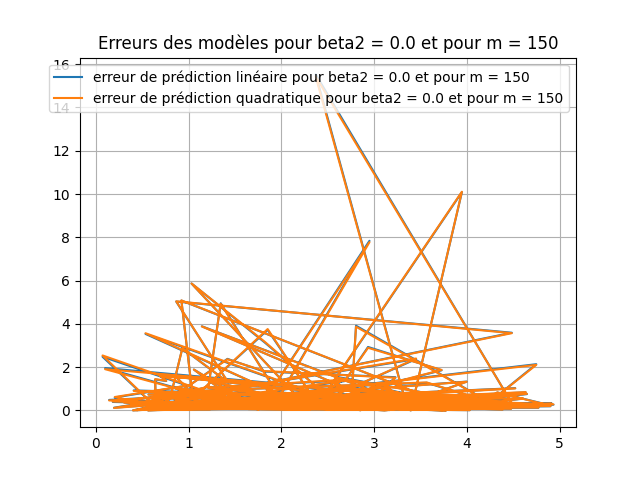 Erreurs des modèles pour beta2 = 0.0 et pour m = 150
erreur de prédiction linéaire pour beta2 = 0.0 et pour m = 150
erreur de prédiction quadratique pour beta2 = 0.0 et pour m = 150
16
14
12
10
8
6
4
2
0
0 1 2 3 4 5